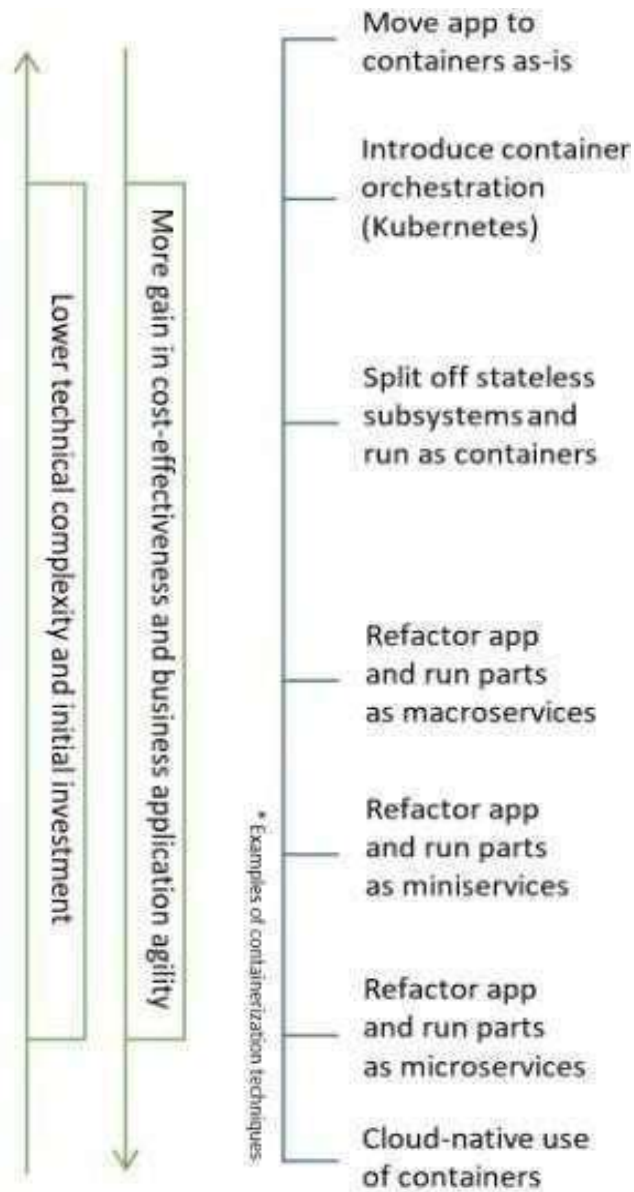 Move app to
containers as-is
Introduce container
orchestration
(Kubernetes)
Split off stateless
subsystems and
run as containers
Refactor app
and run parts
as macroservices
Refactor app
and run parts
as miniservices
Refactor app
and run parts
as microservices
Cloud-native use
of containers
Lower technical complexity and initial investment
More gain in cost-effectiveness and business application agility
* Examples of containerization techniques.